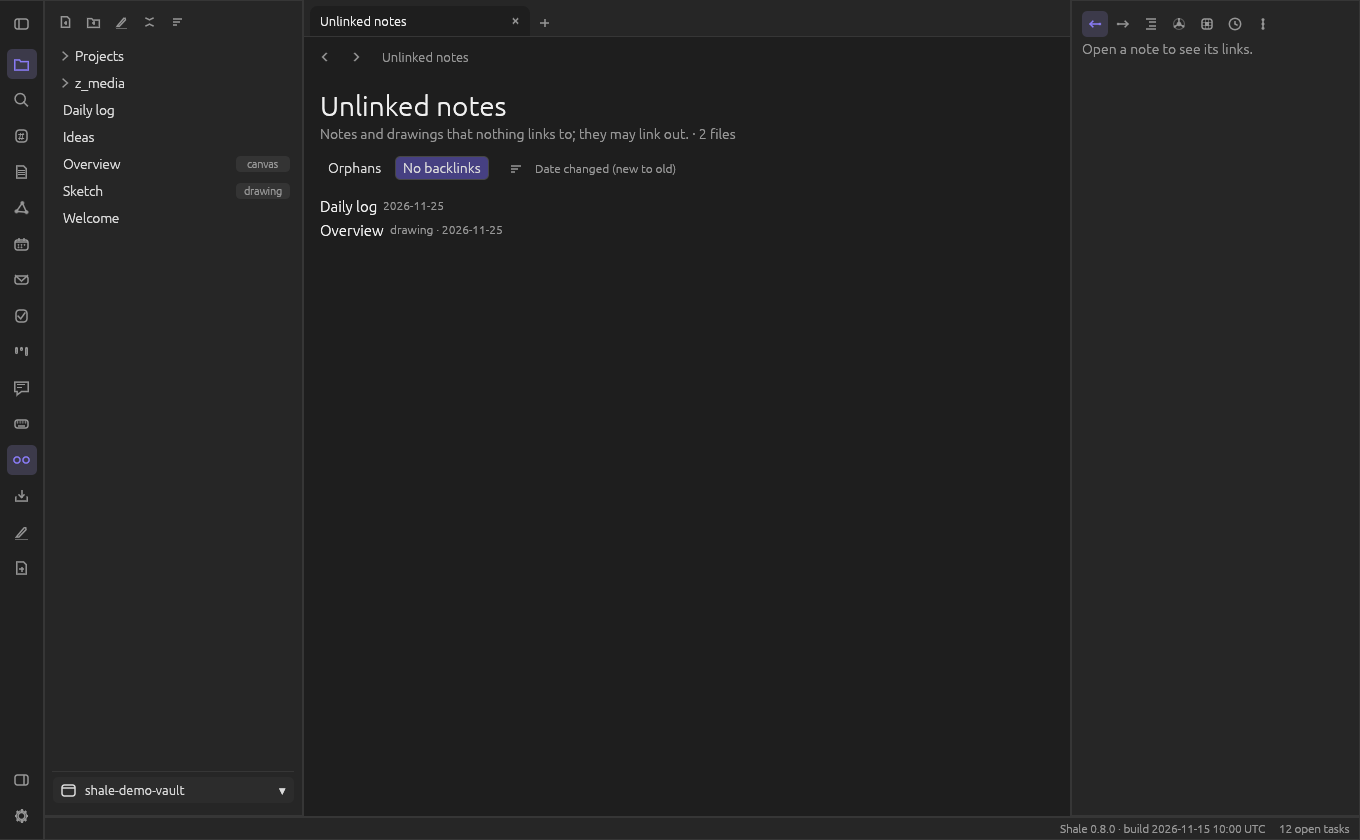 Projects
z_media
Daily log
Ideas
Overview canvas
Sketch drawing
Welcome
shale-demo-vault
Unlinked notes
Unlinked notes
Unlinked notes
Notes and drawings that nothing links to; they may link out. · 2 files
Orphans No backlinks Date changed (new to old)
Daily log 2026-11-25
Overview drawing · 2026-11-25
Open a note to see its links.
Shale 0.8.0 · build 2026-11-15 10:00 UTC 12 open tasks